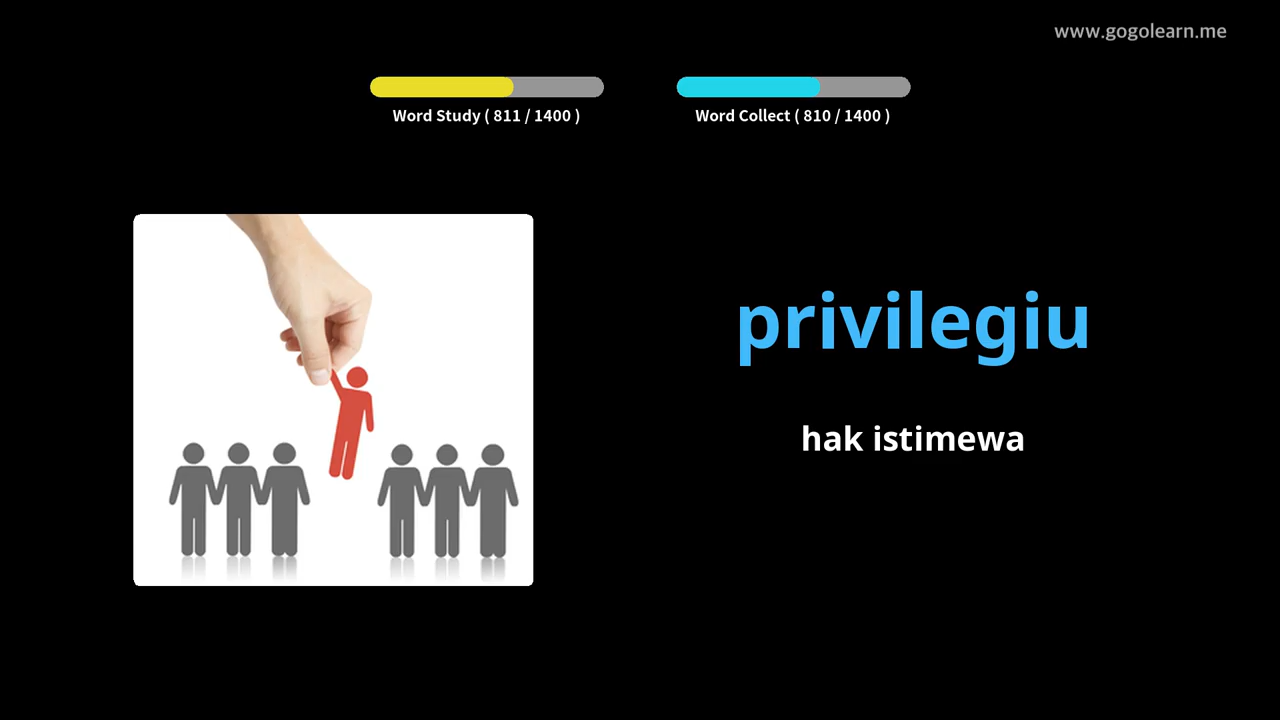 www.gogolearn.me
Word Study ( 811 / 1400 )
Word Collect ( 810 / 1400 )
privilegiu
hak istimewa